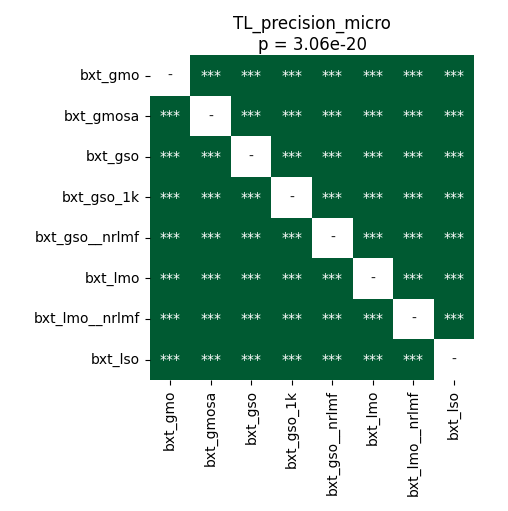 TL_precision_micro
p = 3.06e-20
bxt_gmo - *** *** *** *** *** *** ***
bxt_gmosa *** - *** *** *** *** *** ***
bxt_gso *** *** - *** *** *** *** ***
bxt_gso_1k *** *** *** - *** *** *** ***
bxt_gso__nrlmf *** *** *** *** - *** *** ***
bxt_lmo *** *** *** *** *** - *** ***
bxt_lmo__nrlmf *** *** *** *** *** *** - ***
bxt_lso *** *** *** *** *** *** *** -
bxt_gmo
bxt_gmosa
bxt_gso
bxt_gso_1k
bxt_gso__nrlmf
bxt_lmo
bxt_lmo__nrlmf
bxt_lso